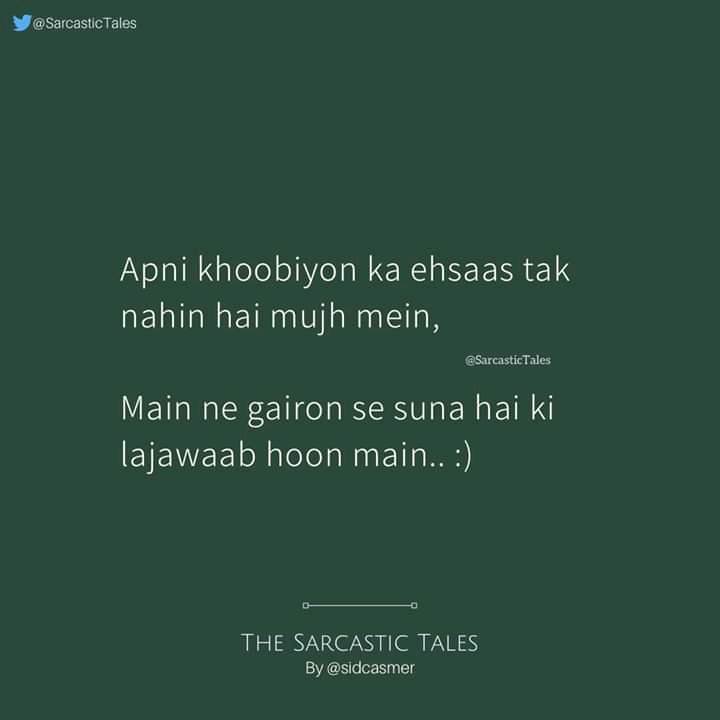 @SarcasticTales
Apni khoobiyon ka ehsaas tak
nahin hai mujh mein,
@SarcasticTales
Main ne gairon se suna hai ki
lajawaab hoon main.. :)
THE SARCASTIC TALES
By @sidcasmer